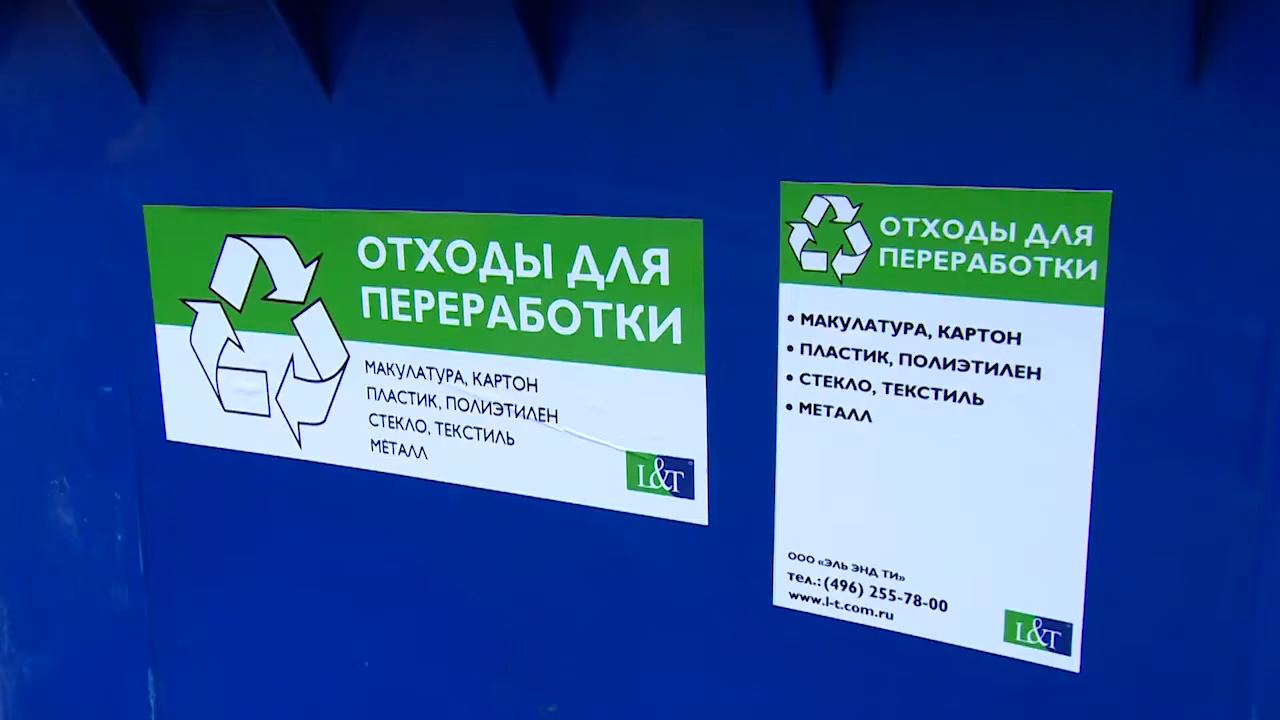 ОТХОДЫ ДЛЯ
ПЕРЕРАБОТКИ
МАКУЛАТУРА, КАРТОН
ПЛАСТИК, ПОЛИЭТИЛЕН
СТЕКЛО, ТЕКСТИЛЬ
МЕТАЛЛ
L&T
ОТХОДЫ ДЛЯ
ПЕРЕРАБОТКИ
• МАКУЛАТУРА, КАРТОН
• ПЛАСТИК, ПОЛИЭТИЛЕН
• СТЕКЛО, ТЕКСТИЛЬ
• МЕТАЛЛ
ООО «ЭЛЬ ЭНД ТИ»
тел.: (496) 255-78-00
www.l-t.com.ru
L&T